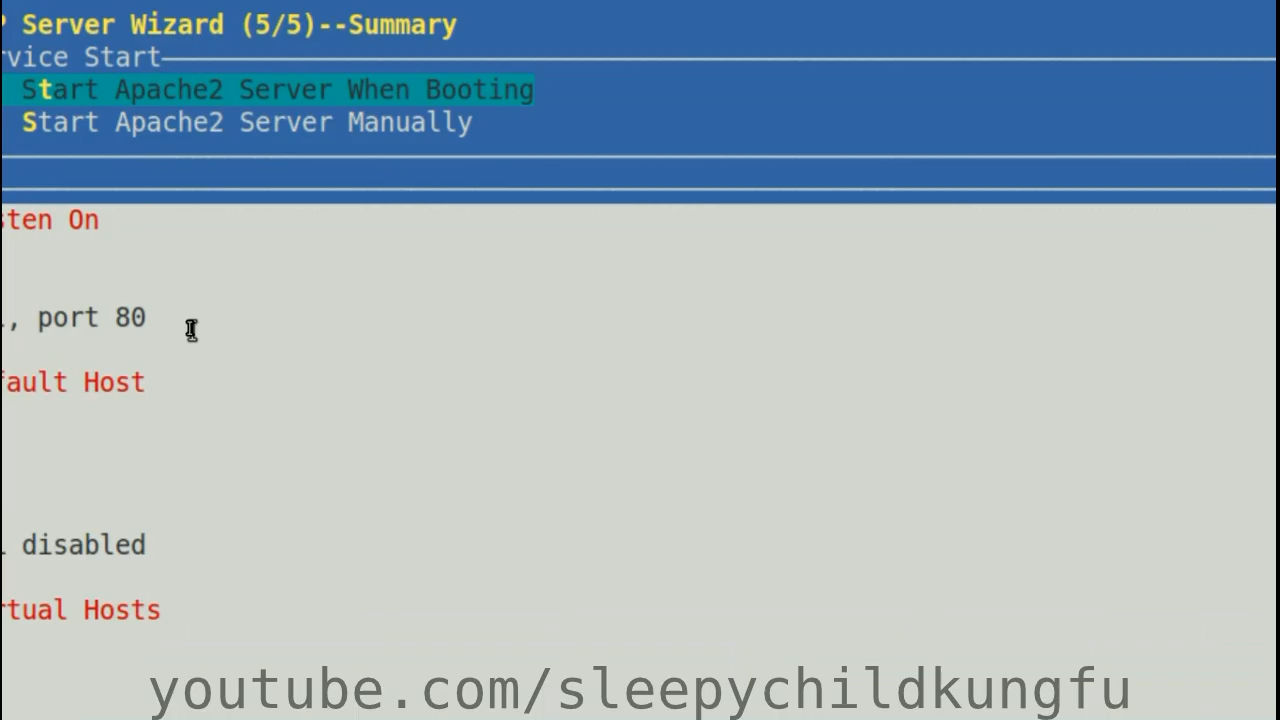 Server Wizard (5/5)--Summary
rvice Start
Start Apache2 Server When Booting
Start Apache2 Server Manually
sten On
, port 80
fault Host
disabled
rtual Hosts
youtube.com/sleepychildkungfu